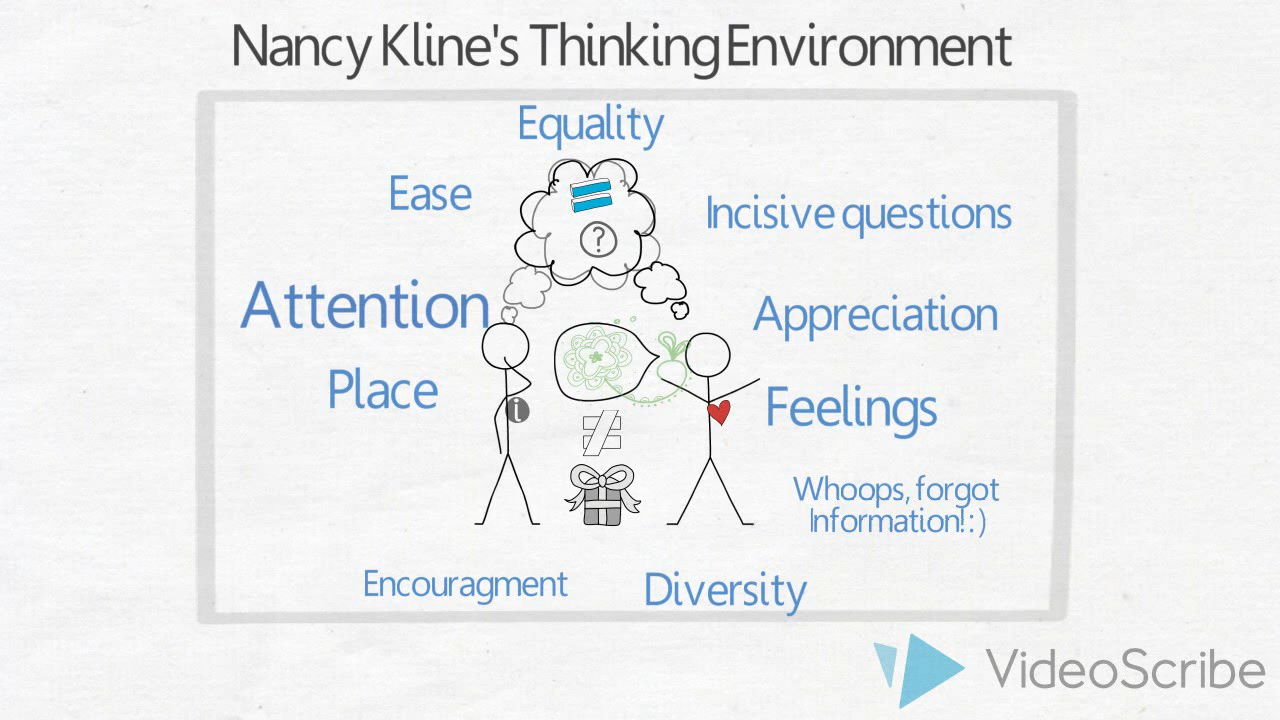 Nancy Kline's Thinking Environment
Equality
Ease
Incisive questions
?
Attention
Appreciation
Place
i
Feelings
Whoops, forgot
Information! : )
Encouragment
Diversity
VideoScribe